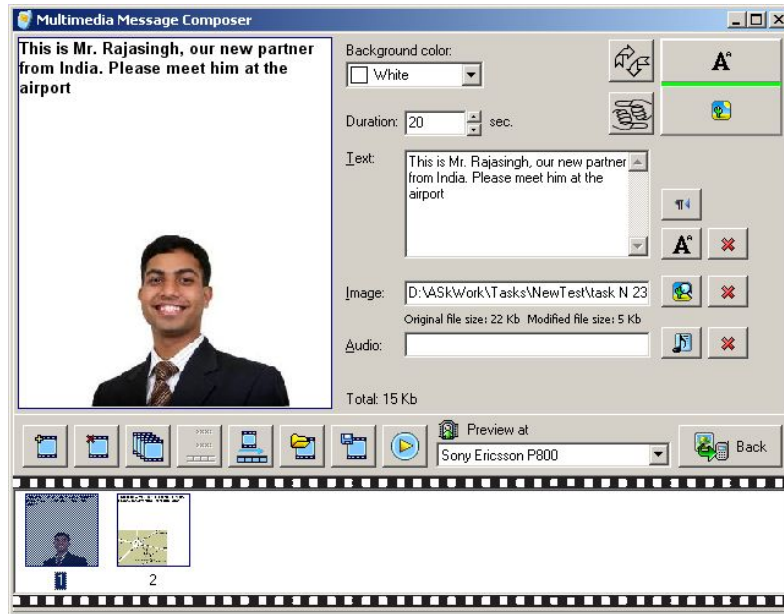 Multimedia Message Composer
This is Mr. Rajasingh, our new partner
from India. Please meet him at the
airport
Background color:
White
Duration: 20 sec.
Text:
This is Mr. Rajasingh, our new partner
from India. Please meet him at the
airport
Image: D:\ASkWork\Tasks\NewTest\task N 23
Original file size: 22 Kb Modified file size: 5 Kb
Audio:
Total: 15 Kb
Preview at
Sony Ericsson P800
Back
1
2